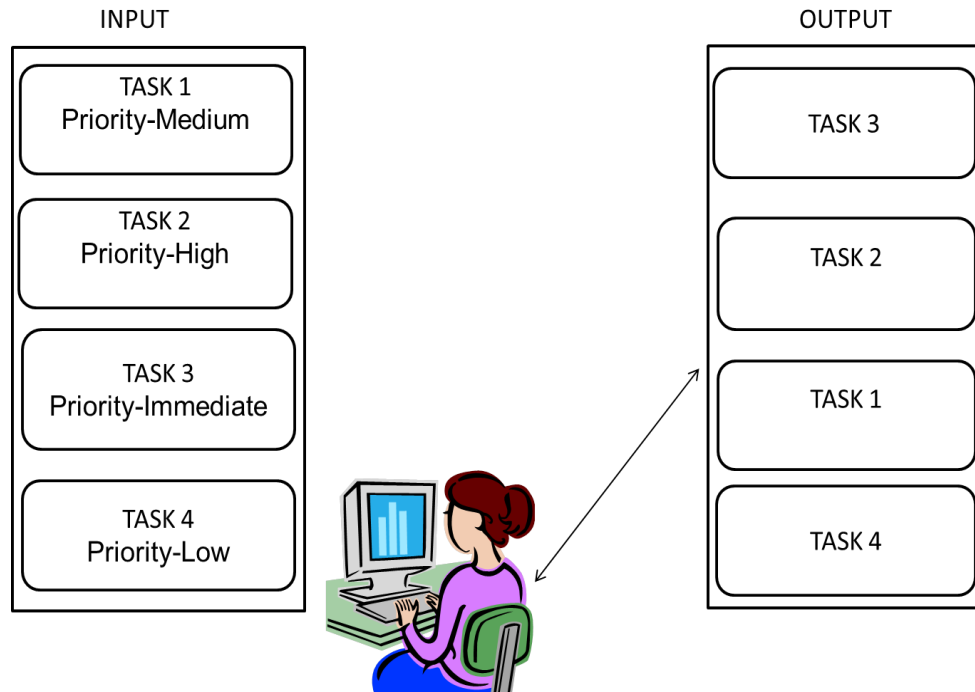 INPUT
TASK 1
Priority-Medium
TASK 2
Priority-High
TASK 3
Priority-Immediate
TASK 4
Priority-Low
OUTPUT
TASK 3
TASK 2
TASK 1
TASK 4